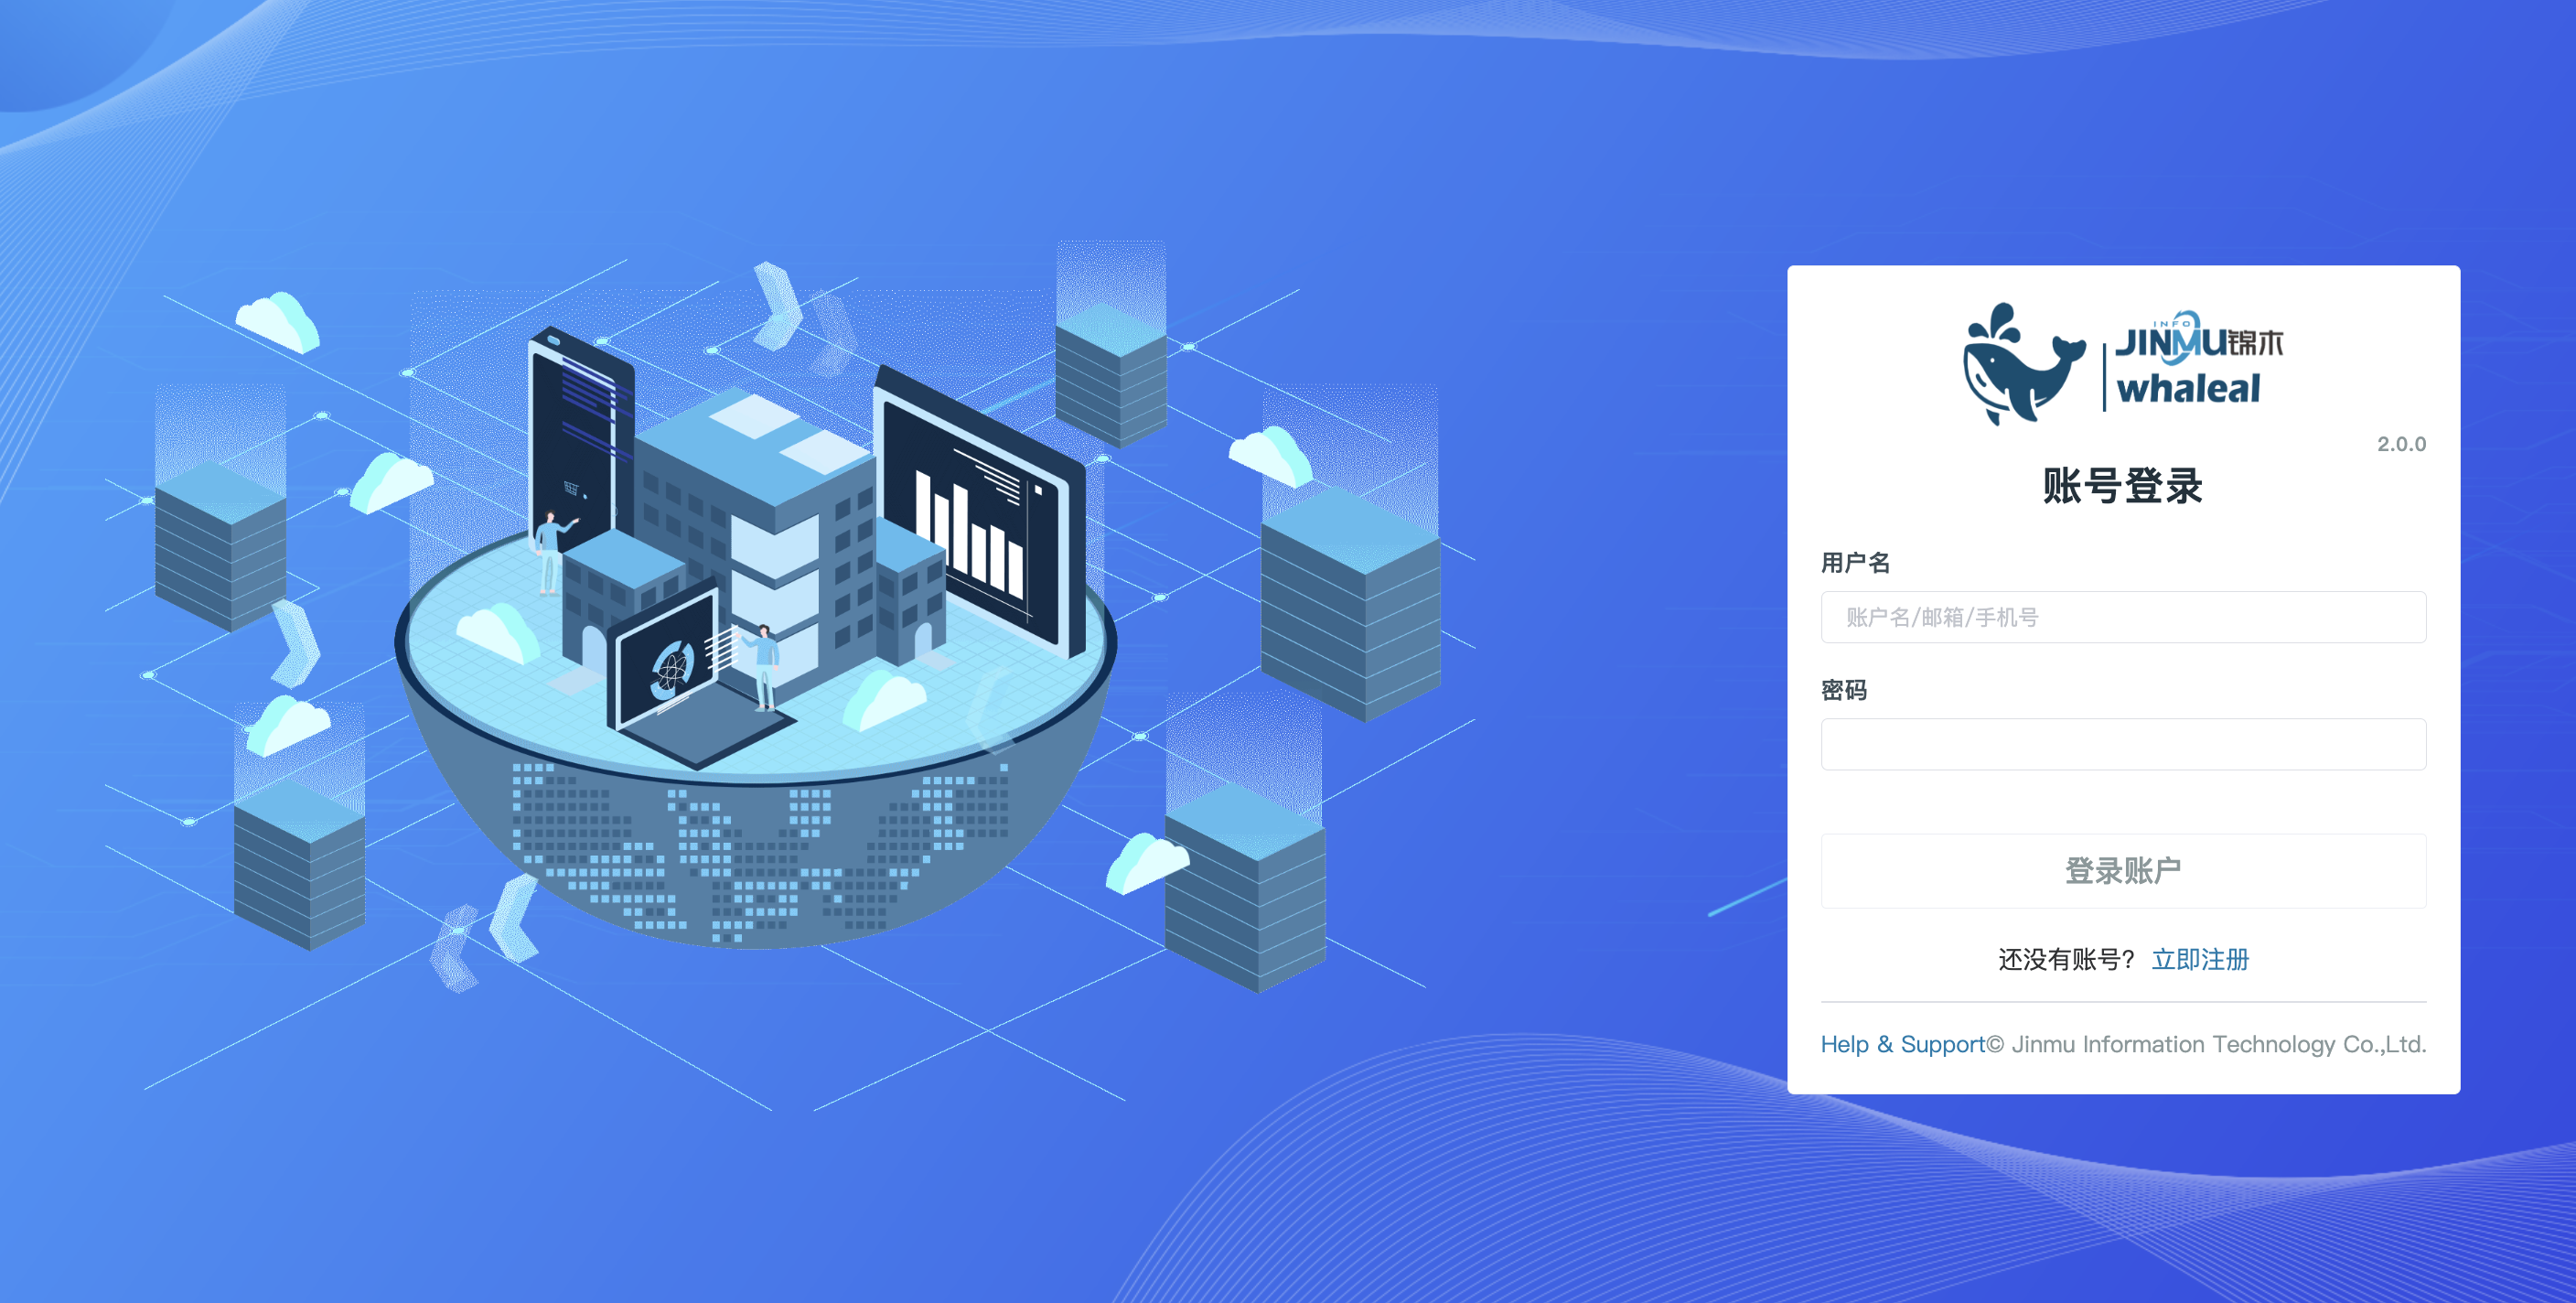 INFO
JINMU锦木
whaleal
2.0.0
账号登录
用户名
账户名/邮箱/手机号
密码
登录账户
还没有账号? 立即注册
Help & Support© Jinmu Information Technology Co.,Ltd.